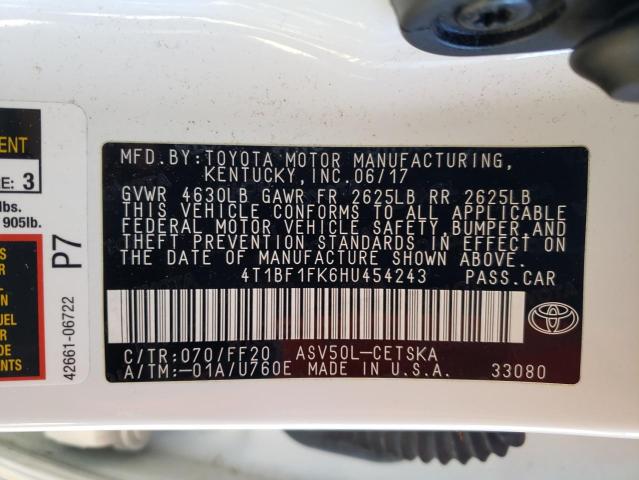 ENT
E: 3
lbs.
905lb.
P7
42661-06722
MFD.BY:TOYOTA MOTOR MANUFACTURING,
KENTUCKY,INC.06/17
GVWR 4630LB GAWR FR 2625LB RR 2625LB
THIS VEHICLE CONFORMS TO ALL APPLICABLE
FEDERAL MOTOR VEHICLE SAFETY,BUMPER,AND
THEFT PREVENTION STANDARDS IN EFFECT ON
THE DATE OF MANUFACTURE SHOWN ABOVE.
4T1BF1FK6HU454243 PASS.CAR
C/TR:070/FF20 ASV50L-CETSKA
A/TM:-01A/U760E MADE IN U.S.A. 33080